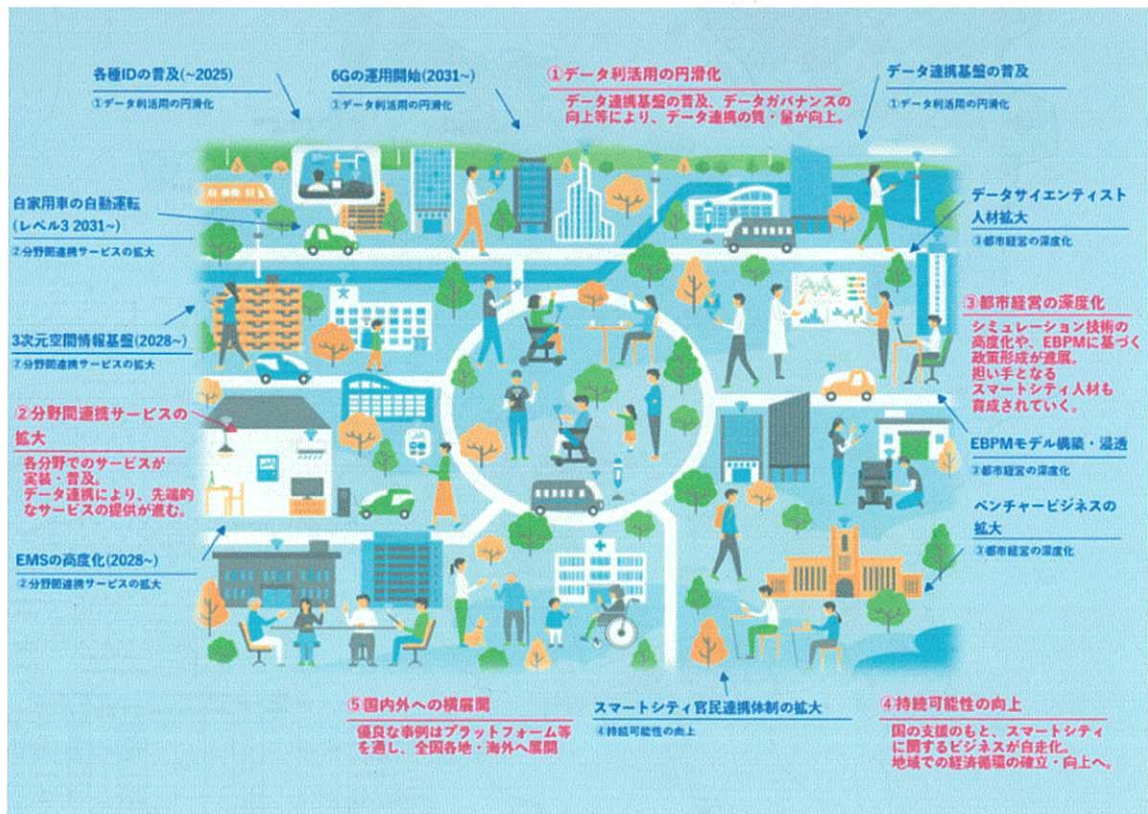 各種IDの普及(~2025)
①データ利活用の円滑化
6Gの運用開始(2031~)
①データ利活用の円滑化
①データ利活用の円滑化
データ連携基盤の普及、データガバナンスの
向上等により、データ連携の質・量が向上。
データ連携基盤の普及
①データ利活用の円滑化
自家用車の自動運転
(レベル3 2031~)
②分野間連携サービスの拡大
データサイエンティスト
人材拡大
③都市経営の深度化
3次元空間情報基盤(2028~)
②分野間連携サービスの拡大
③都市経営の深度化
シミュレーション技術の
高度化や、EBPMに基づく
政策形成が進展。
担い手となる
スマートシティ人材も
育成されていく。
②分野間連携サービスの
拡大
各分野でのサービスが
実装・普及。
データ連携により、先端的
なサービスの提供が進む。
EBPMモデル構築・浸透
③都市経営の深度化
ベンチャービジネスの
拡大
③都市経営の深度化
EMSの高度化(2028~)
②分野間連携サービスの拡大
⑤国内外への横展開
優良な事例はプラットフォーム等
を通し、全国各地・海外へ展開
スマートシティ官民連携体制の拡大
④持続可能性の向上
④持続可能性の向上
国の支援のもと、スマートシティ
に関するビジネスが自走化。
地域での経済循環の確立・向上へ。